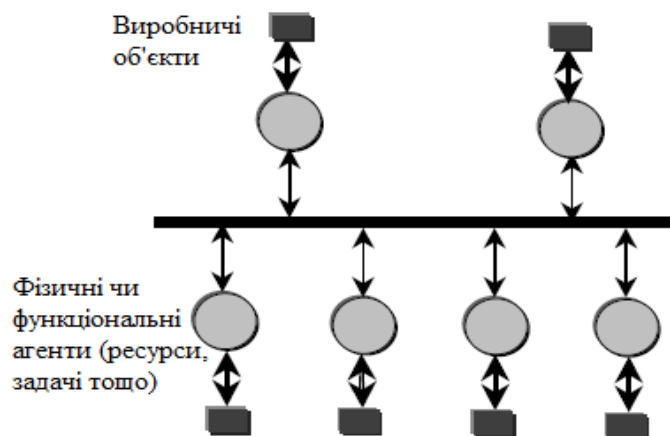 Виробничі
об'єкти
Фізичні чи
функціональні
агенти (ресурси,
задачі тощо)